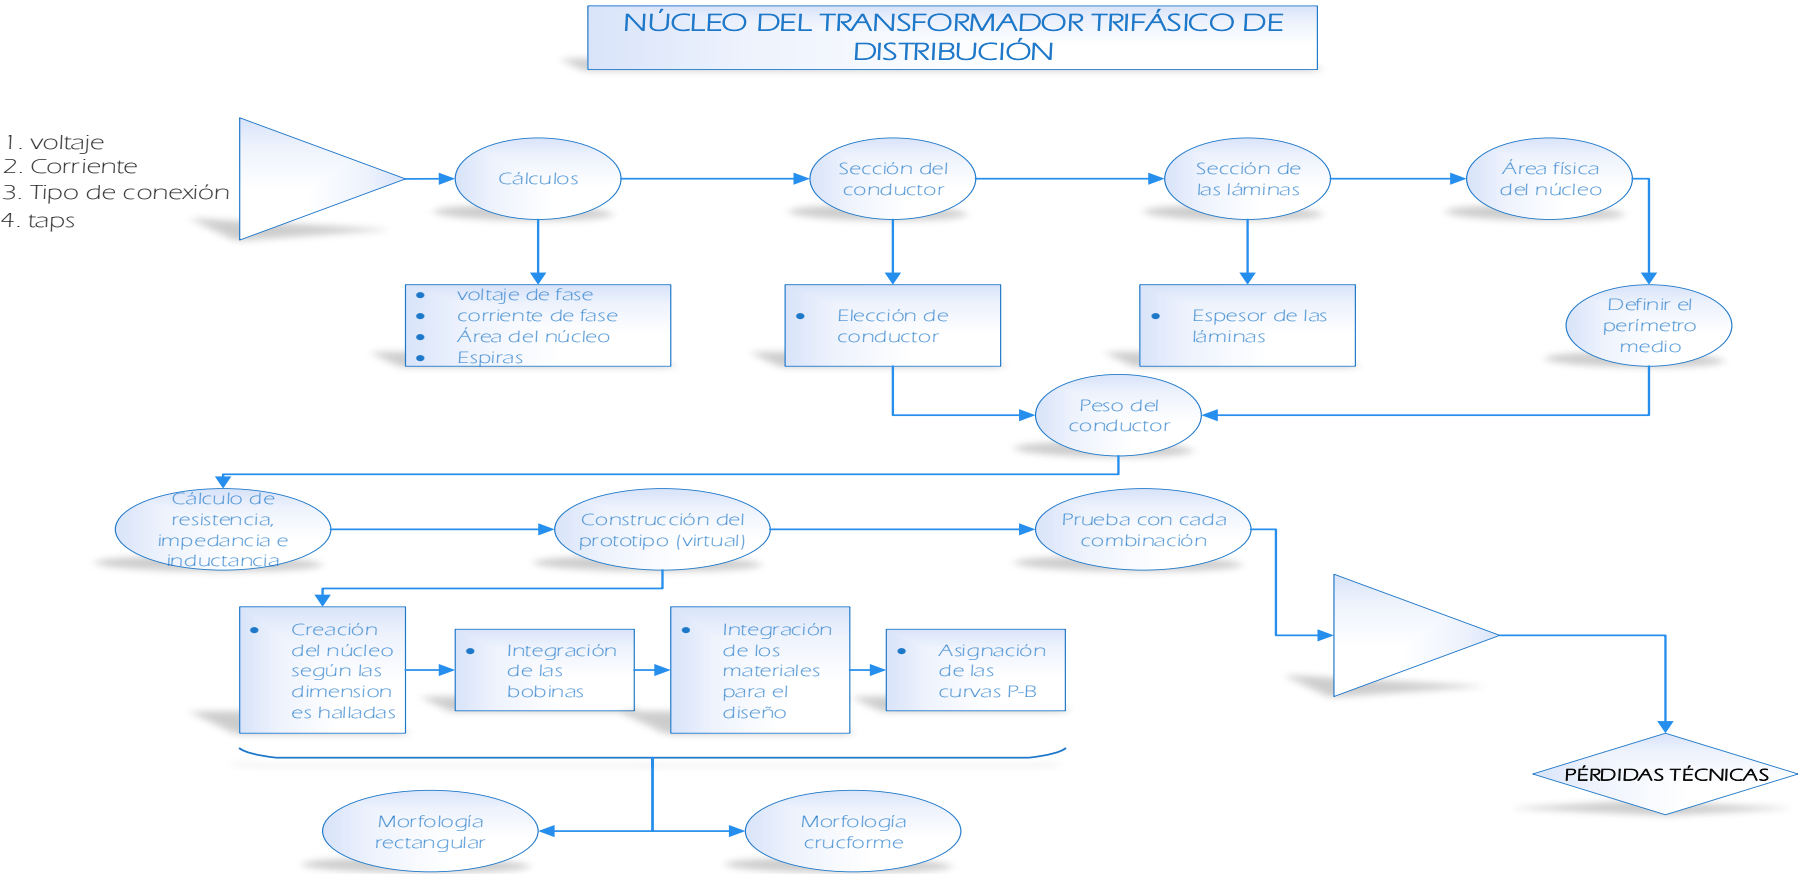 NÚCLEO DEL TRANSFORMADOR TRIFÁSICO DE
DISTRIBUCIÓN
1. voltaje
2. Corriente
3. Tipo de conexión
4. taps
Cálculos
Sección del
conductor
Sección de
las láminas
Área física
del núcleo
• voltaje de fase
• corriente de fase
• Área del núcleo
• Espiras
• Elección de
conductor
• Espesor de las
láminas
Definir el
perímetro
medio
Peso del
conductor
Cálculo de
resistencia,
impedancia e
inductancia
Construcción del
prototipo (virtual)
Prueba con cada
combinación
• Creación
del núcleo
según las
dimension
es halladas
• Integración
de las
bobinas
• Integración
de los
materiales
para el
diseño
• Asignación
de las
curvas P-B
PÉRDIDAS TÉCNICAS
Morfología
rectangular
Morfología
crucforme